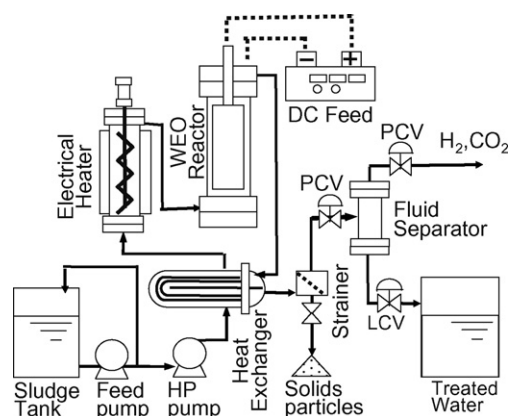 −
+
DC Feed
WEO
Reactor
Electrical
Heater
PCV
H₂,CO₂
PCV
Fluid
Separator
Strainer
LCV
Heat
Exchanger
Sludge
Tank
Feed
pump
HP
pump
Solids
particles
Treated
Water